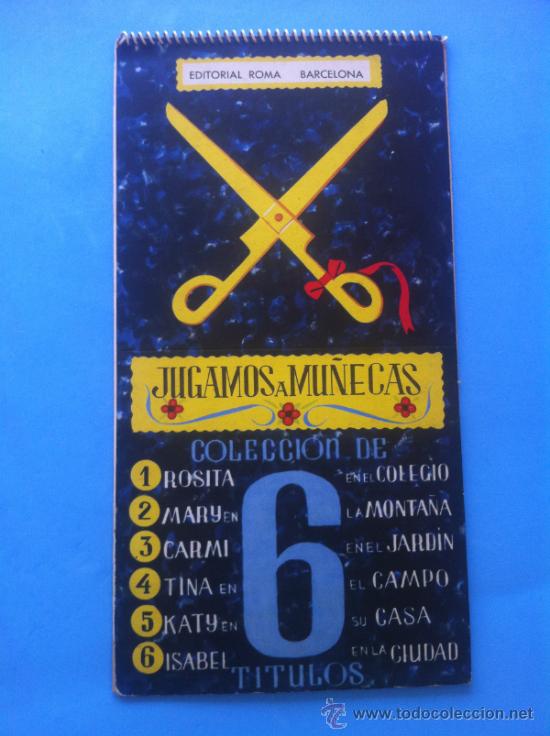 EDITORIAL ROMA BARCELONA
JUGAMOS A MUÑECAS
COLECCIÓN DE
6
1 ROSITA EN EL COLEGIO
2 MARY EN LA MONTAÑA
3 CARMI EN EL JARDÍN
4 TINA EN EL CAMPO
5 KATY EN SU CASA
6 ISABEL EN LA CIUDAD
TITULOS
todocolección
www.todocoleccion.net